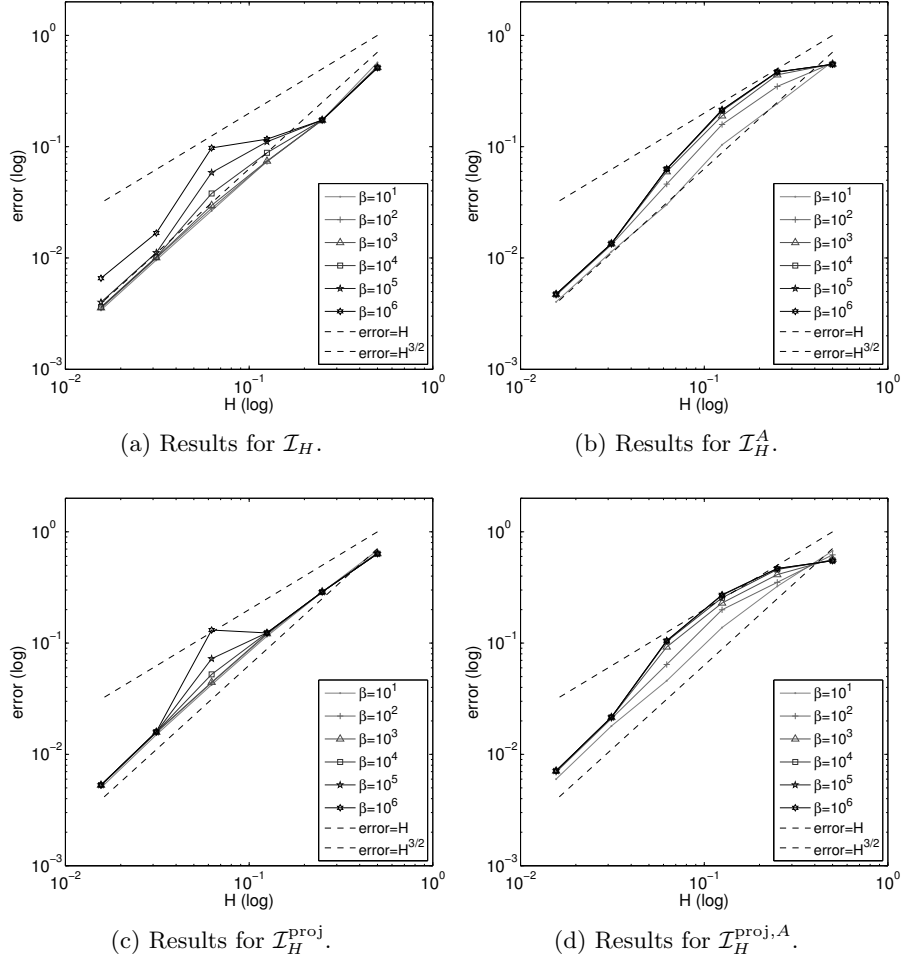 10^0
10^−1
10^−2
10^−3
error (log)
β=10^1
β=10^2
β=10^3
β=10^4
β=10^5
β=10^6
error=H
error=H^{3/2}
10^−2
10^−1
10^0
H (log)
(a) Results for 𝓘_H.
10^0
10^−1
10^−2
10^−3
error (log)
β=10^1
β=10^2
β=10^3
β=10^4
β=10^5
β=10^6
error=H
error=H^{3/2}
10^−2
10^−1
10^0
H (log)
(b) Results for 𝓘_H^A.
10^0
10^−1
10^−2
10^−3
error (log)
β=10^1
β=10^2
β=10^3
β=10^4
β=10^5
β=10^6
error=H
error=H^{3/2}
10^−2
10^−1
10^0
H (log)
(c) Results for 𝓘_H^{proj}.
10^0
10^−1
10^−2
10^−3
error (log)
β=10^1
β=10^2
β=10^3
β=10^4
β=10^5
β=10^6
error=H
error=H^{3/2}
10^−2
10^−1
10^0
H (log)
(d) Results for 𝓘_H^{proj,A}.